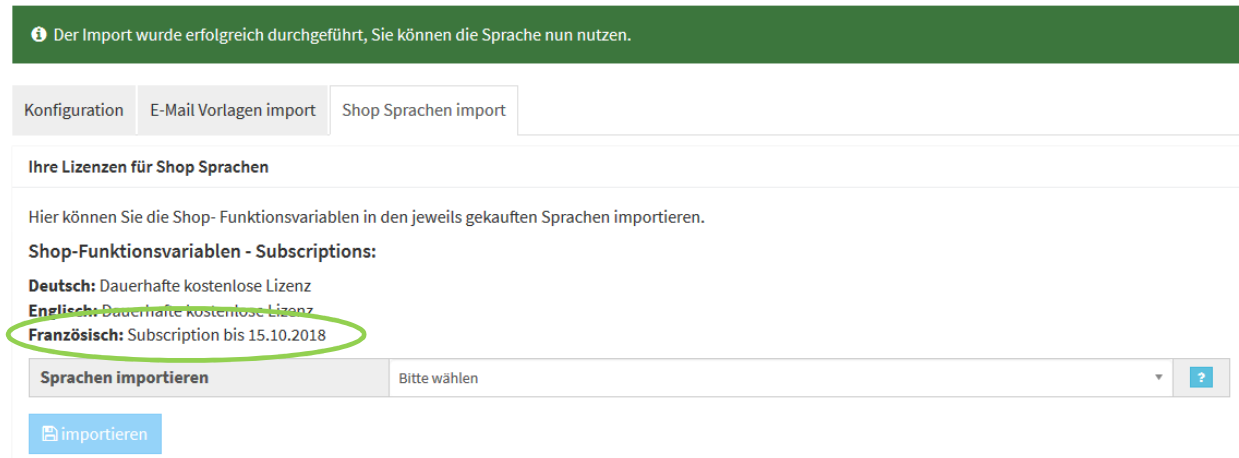 Der Import wurde erfolgreich durchgeführt, Sie können die Sprache nun nutzen.
Konfiguration E-Mail Vorlagen import Shop Sprachen import
Ihre Lizenzen für Shop Sprachen
Hier können Sie die Shop- Funktionsvariablen in den jeweils gekauften Sprachen importieren.
Shop-Funktionsvariablen - Subscriptions:
Deutsch: Dauerhafte kostenlose Lizenz
Englisch: Dauerhafte kostenlose Lizenz
Französisch: Subscription bis 15.10.2018
Sprachen importieren Bitte wählen ?
importieren